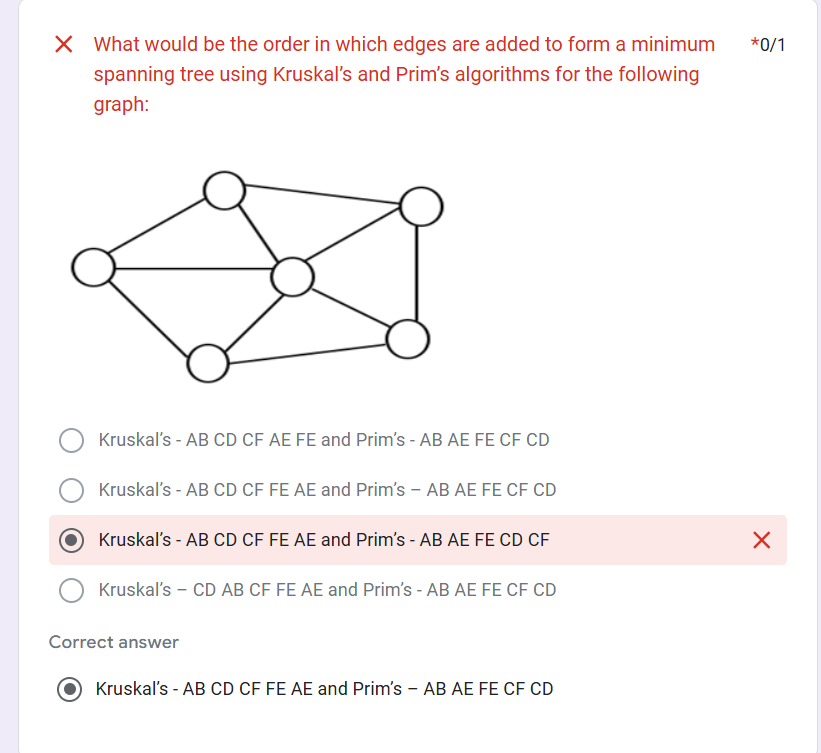 What would be the order in which edges are added to form a minimum *0/1
spanning tree using Kruskal's and Prim's algorithms for the following
graph:
Kruskal's - AB CD CF AE FE and Prim's - AB AE FE CF CD
Kruskal's - AB CD CF FE AE and Prim's – AB AE FE CF CD
Kruskal's - AB CD CF FE AE and Prim's - AB AE FE CD CF
Kruskal's – CD AB CF FE AE and Prim's - AB AE FE CF CD
Correct answer
Kruskal's - AB CD CF FE AE and Prim's – AB AE FE CF CD